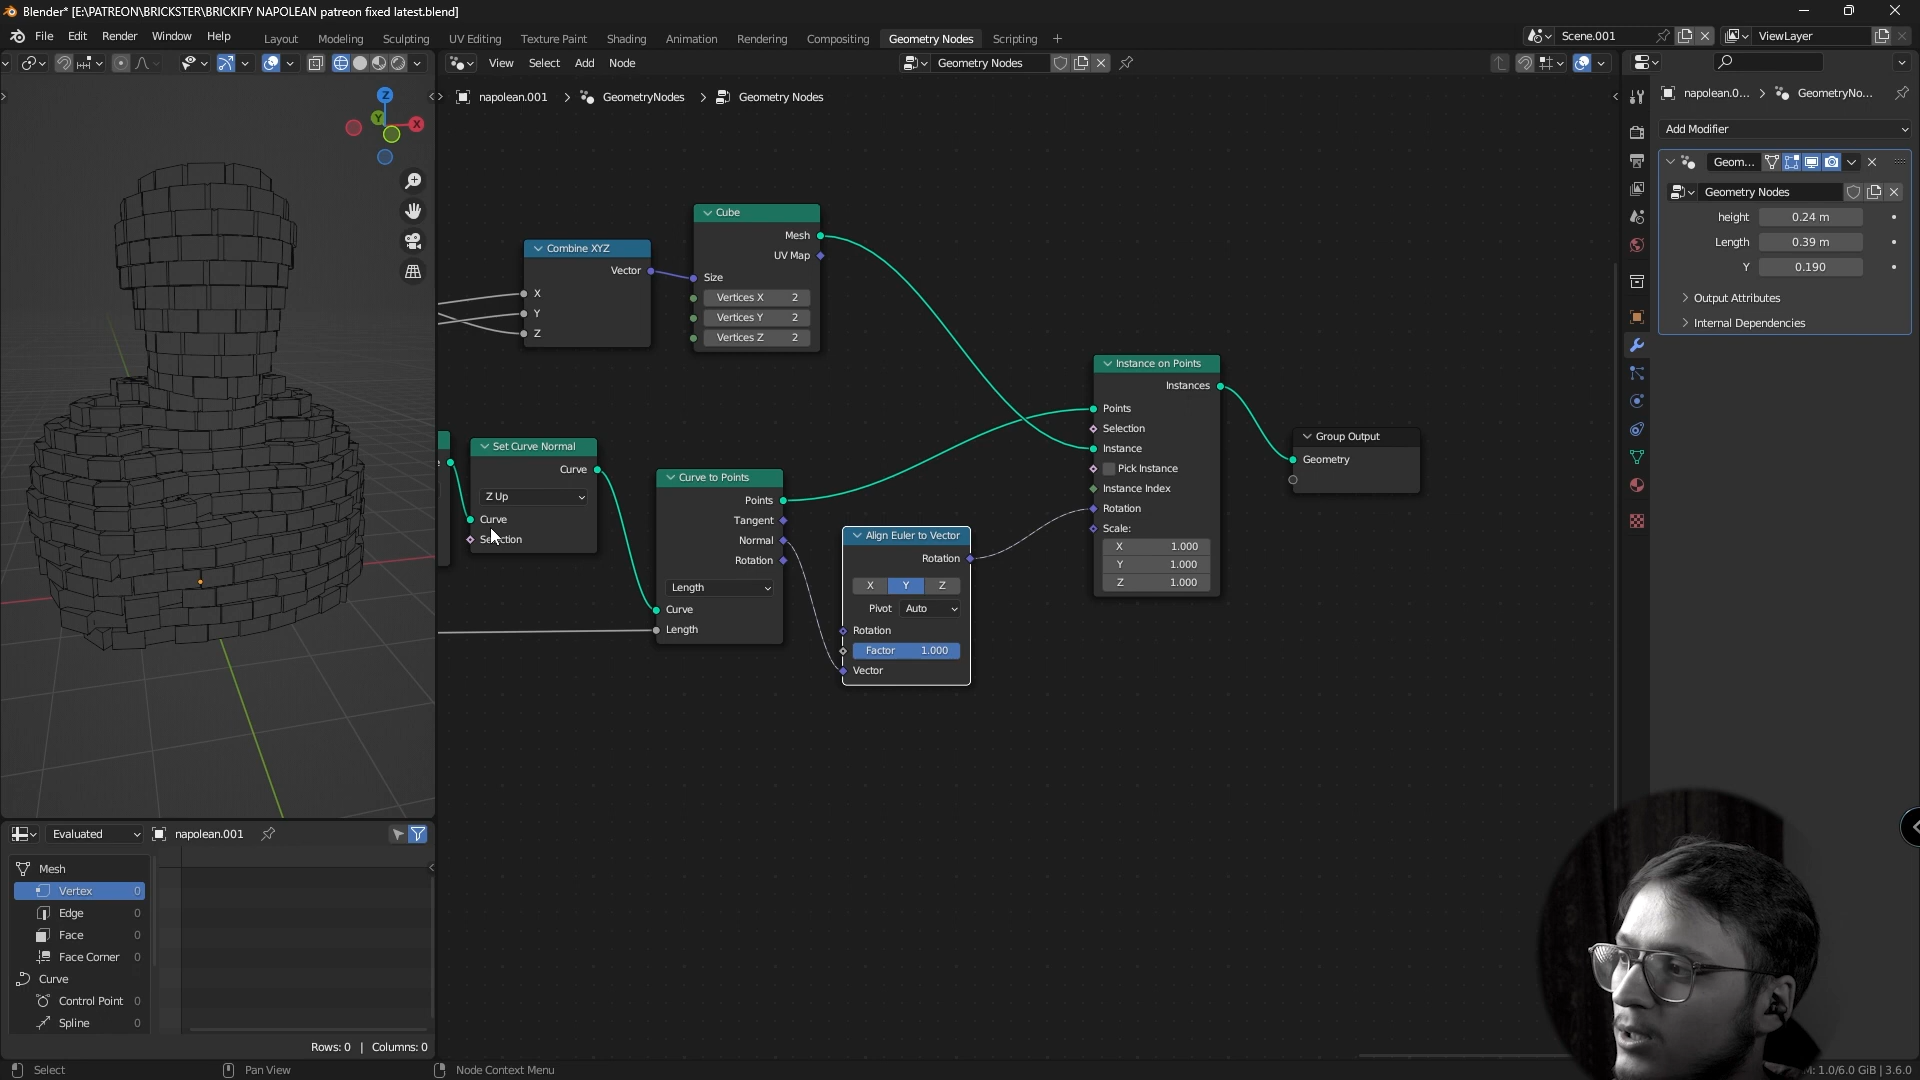 Blender* [E:\PATREON\BRICKSTER\BRICKIFY NAPOLEAN patreon fixed latest.blend]
File Edit Render Window Help
Layout Modeling Sculpting UV Editing Texture Paint Shading Animation Rendering Compositing Geometry Nodes Scripting
Scene.001
ViewLayer
View Select Add Node
Geometry Nodes
napolean.001 > GeometryNodes > Geometry Nodes
Z
Y
X
Combine XYZ
Vector
X
Y
Z
Cube
Mesh
UV Map
Size
Vertices X 2
Vertices Y 2
Vertices Z 2
Set Curve Normal
Curve
Z Up
Curve
Curve to Points
Points
Tangent
Normal
Rotation
Length
Curve
Length
Align Euler to Vector
Rotation
X Y Z
Pivot Auto
Rotation
Factor 1.000
Vector
Instance on Points
Instances
Points
Selection
Instance
Pick Instance
Instance Index
Rotation
Scale:
X 1.000
Y 1.000
Z 1.000
Group Output
Geometry
napolean.0... > GeometryNo...
Add Modifier
Geom...
Geometry Nodes
height 0.24 m
Length 0.39 m
Y 0.190
Output Attributes
Internal Dependencies
Evaluated
napolean.001
Mesh
Vertex 0
Edge 0
Face 0
Face Corner 0
Curve
Control Point 0
Spline 0
Rows: 0 | Columns: 0
Select
Pan View
Node Context Menu
1.0/6.0 GiB | 3.6.0